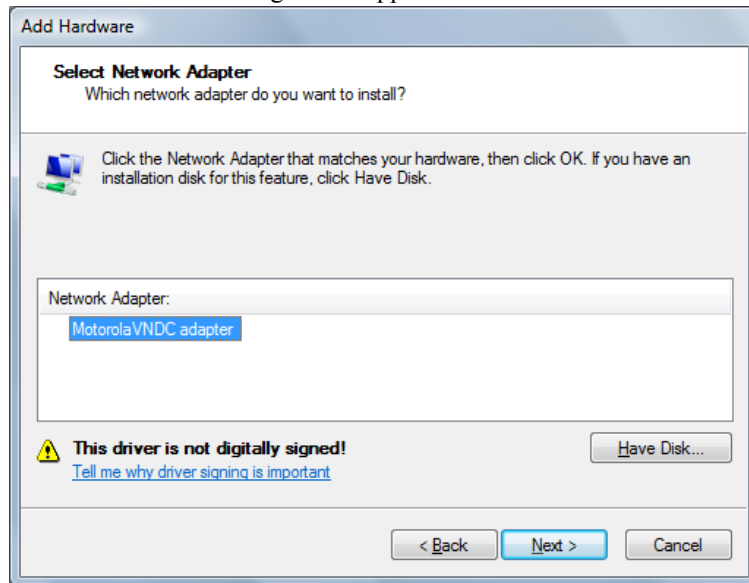 Add Hardware
Select Network Adapter
Which network adapter do you want to install?
Click the Network Adapter that matches your hardware, then click OK. If you have an
installation disk for this feature, click Have Disk.
Network Adapter:
MotorolaVNDC adapter
This driver is not digitally signed!
Have Disk...
Tell me why driver signing is important
< Back
Next >
Cancel